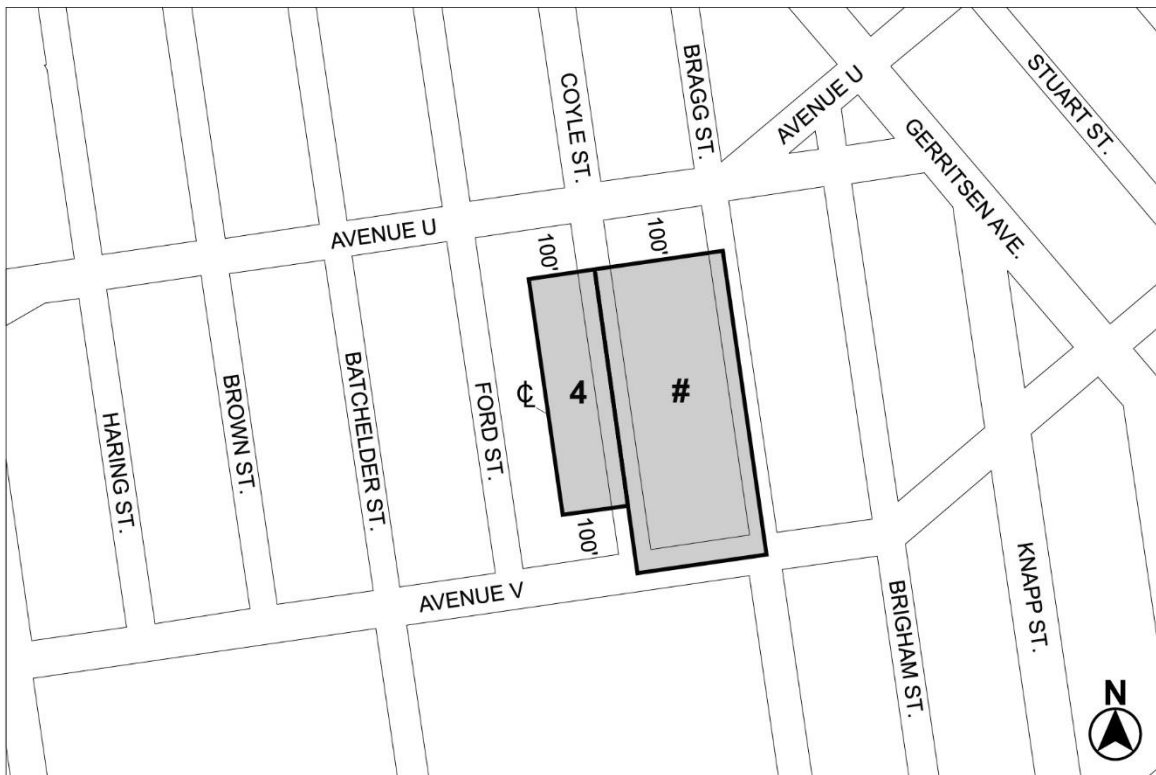 STUART ST.
BRAGG ST.
COYLE ST.
AVENUE U
GERRITSEN AVE.
AVENUE U
100'
100'
℄
4
#
FORD ST.
BATCHELDER ST.
BROWN ST.
HARING ST.
100'
AVENUE V
KNAPP ST.
BRIGHAM ST.
N